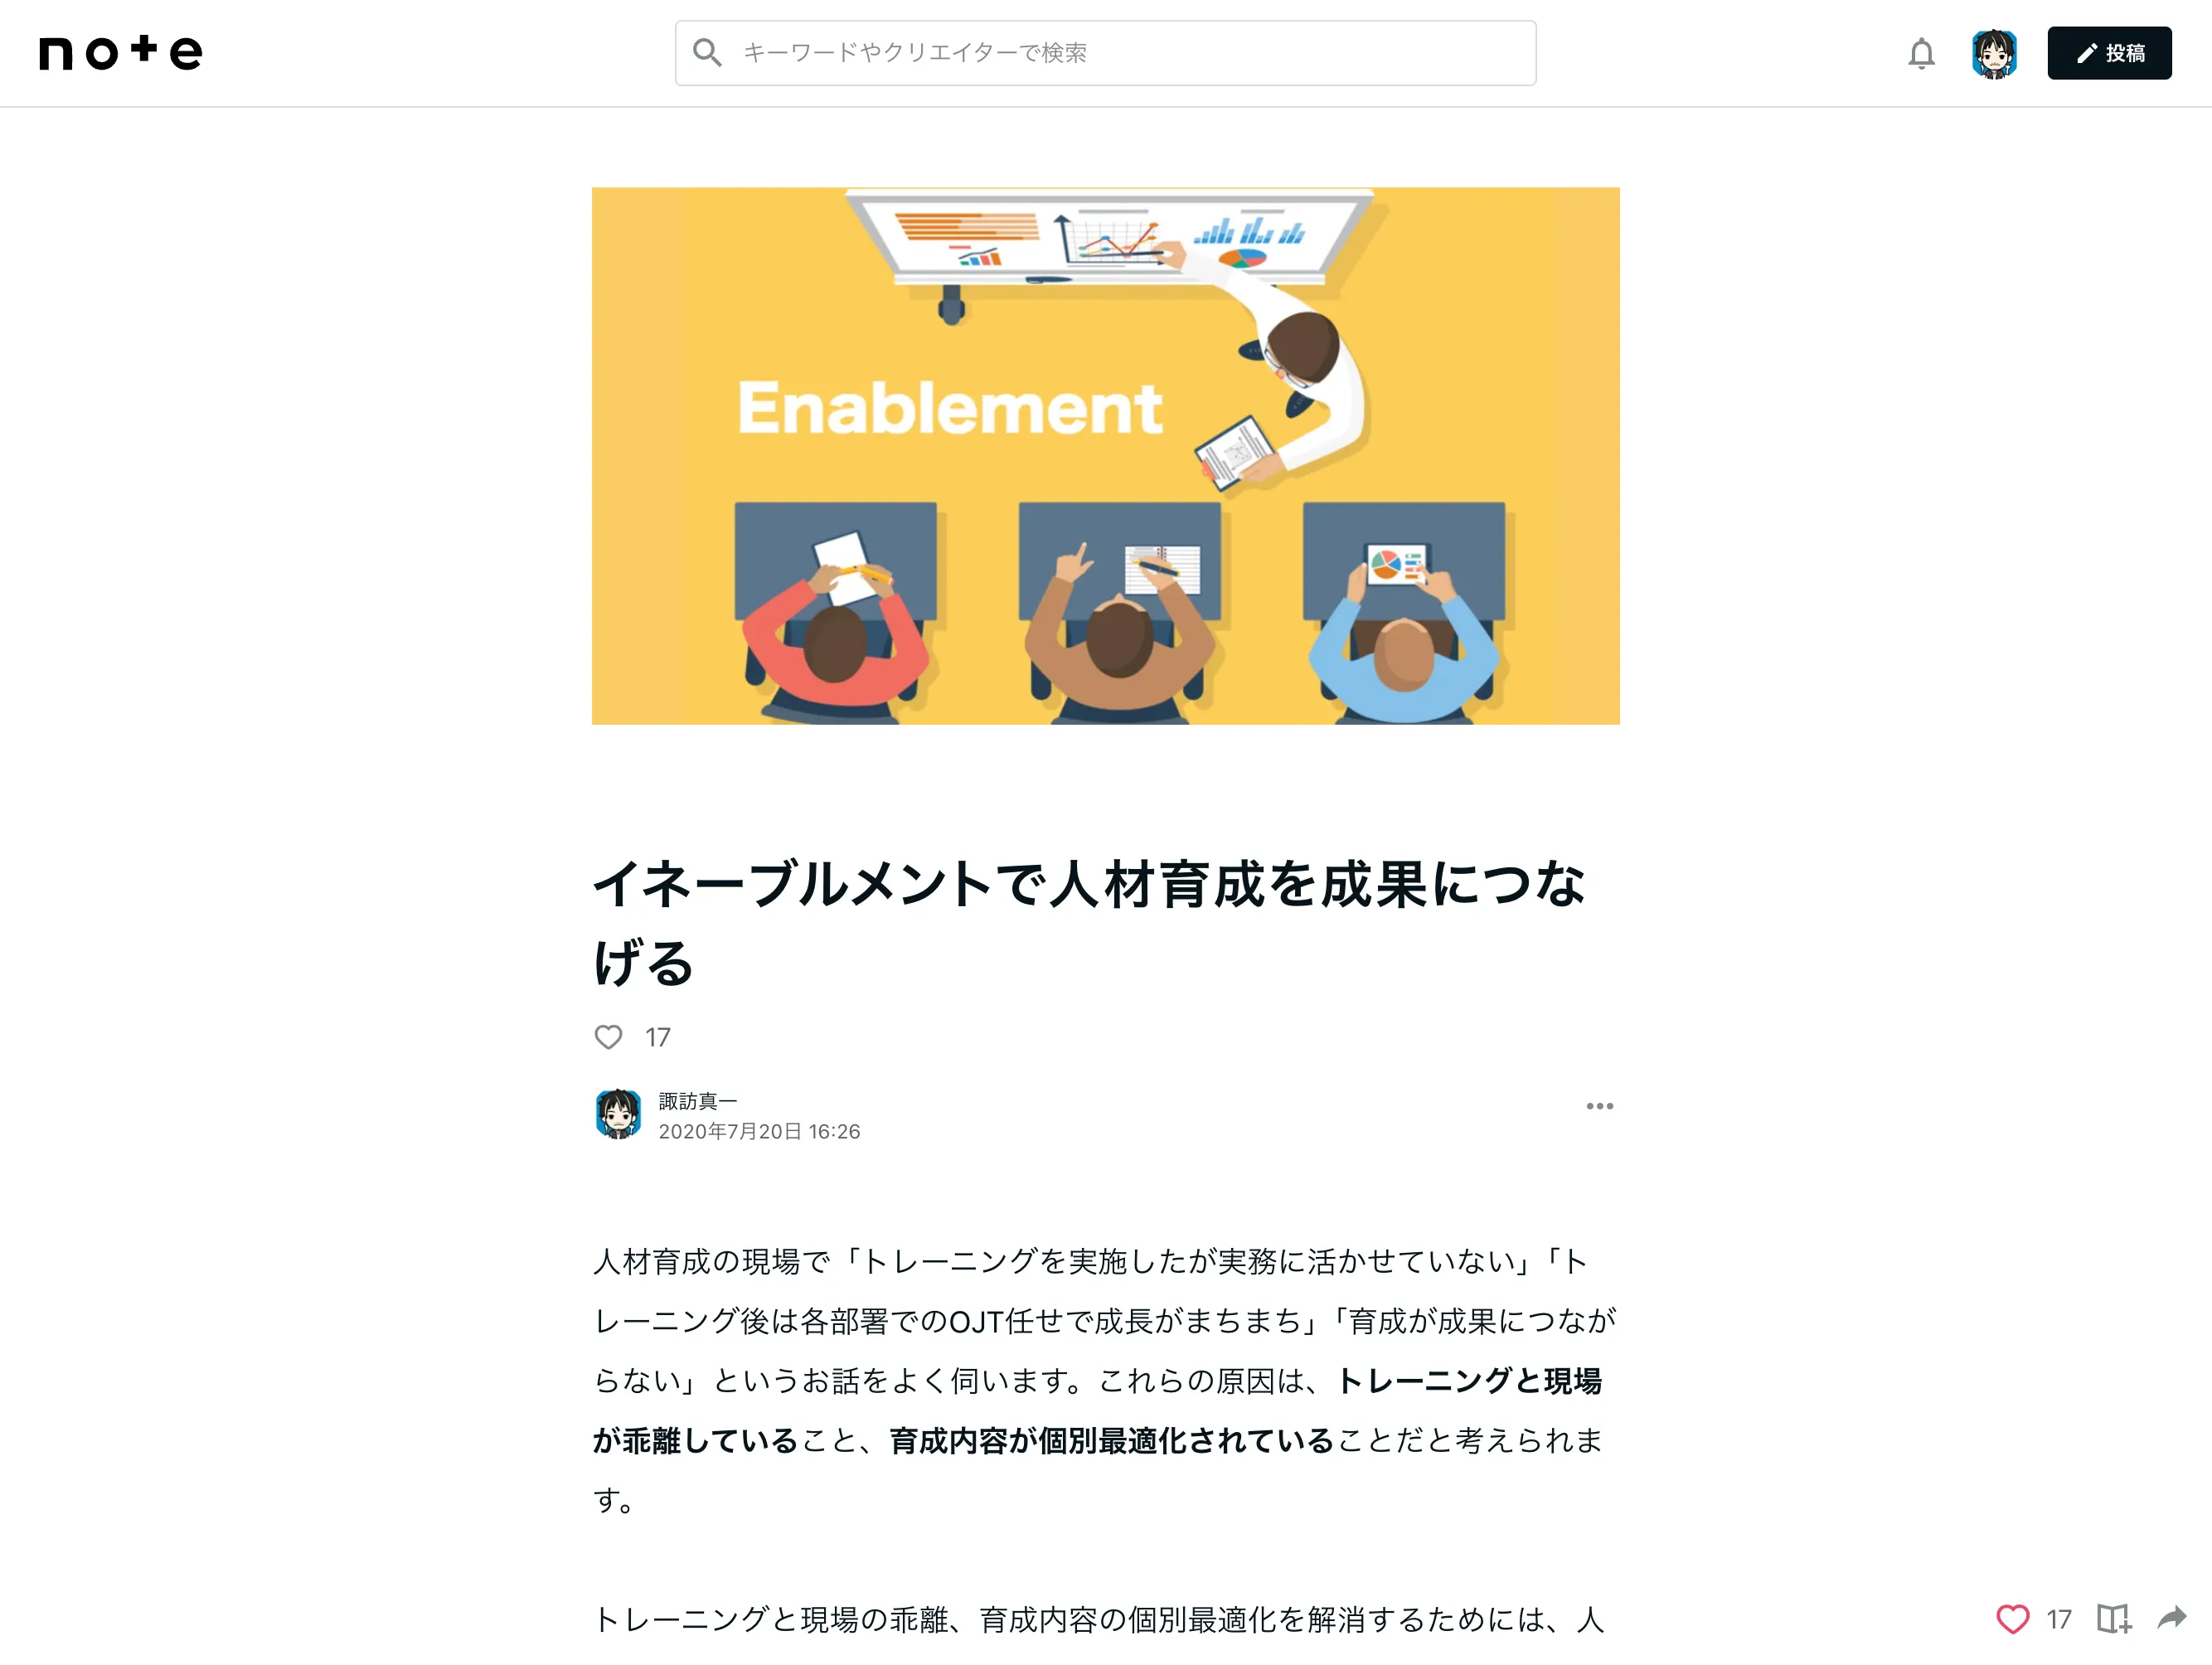 note
キーワードやクリエイターで検索
投稿
Enablement
イネーブルメントで人材育成を成果につな
げる
17
諏訪真一
2020年7月20日 16:26
人材育成の現場で「トレーニングを実施したが実務に活かせていない」「ト
レーニング後は各部署でのOJT任せで成長がまちまち」「育成が成果につなが
らない」というお話をよく伺います。これらの原因は、トレーニングと現場
が乖離していること、育成内容が個別最適化されていることだと考えられま
す。
トレーニングと現場の乖離、育成内容の個別最適化を解消するためには、人
17